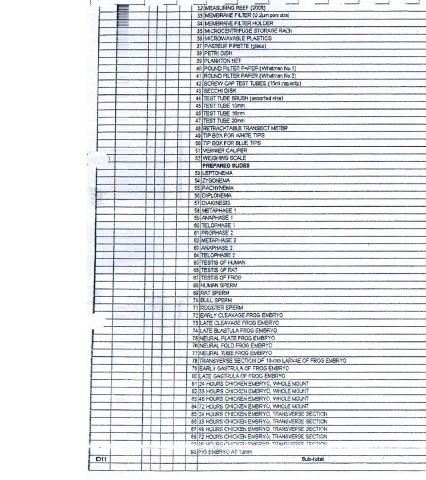 32 MEASURING REEF (200ft)
33 MEMBRANE FILTER (0.2µm pore size)
34 MEMBRANE FILTER HOLDER
35 MICROCENTRIFUGE STORAGE RACK
36 MICROWAVABLE PLASTICS
37 PASTEUR PIPETTE (glass)
38 PETRI DISH
39 PLANKTON NET
40 ROUND FILTER PAPER (Whatman No.1)
41 ROUND FILTER PAPER (Whatman No.2)
42 SCREW CAP TEST TUBES (15ml capacity)
43 SECCHI DISK
44 TEST TUBE BRUSH (assorted size)
45 TEST TUBE 13mm
46 TEST TUBE 16mm
47 TEST TUBE 20mm
48 RETRACHTABLE TRANSECT METER
49 TIP BOX FOR WHITE TIPS
50 TIP BOX FOR BLUE TIPS
51 VERNIER CALIPER
52 WEIGHING SCALE
PREPARED SLIDES
53 LEPTONEMA
54 ZYGONEMA
55 PACHYNEMA
56 DIPLONEMA
57 DIAKINESIS
58 METAPHASE 1
59 ANAPHASE 1
60 TELOPHASE 1
61 PROPHASE 2
62 METAPHASE 2
63 ANAPHASE 2
64 TELOPHASE 2
65 TESTIS OF HUMAN
66 TESTIS OF RAT
67 TESTIS OF FROG
68 HUMAN SPERM
69 RAT SPERM
70 BULL SPERM
71 ROOSTER SPERM
72 EARLY CLEAVAGE FROG EMBRYO
73 LATE CLEAVAGE FROG EMBRYO
74 LATE BLASTULA FROG EMBRYO
75 NEURAL PLATE FROG EMBRYO
76 NEURAL FOLD FROG EMBRYO
77 NEURAL TUBE FROG EMBRYO
78 TRANSVERSE SECTION OF 10-mm LARVAE OF FROG EMBRYO
79 EARLY GASTRULA OF FROG EMBRYO
80 LATE GASTRULA OF FROG EMBRYO
81 24 HOURS CHICKEN EMBRYO, WHOLE MOUNT
82 33 HOURS CHICKEN EMBRYO, WHOLE MOUNT
83 48 HOURS CHICKEN EMBRYO, WHOLE MOUNT
84 72 HOURS CHICKEN EMBRYO, WHOLE MOUNT
85 24 HOURS CHICKEN EMBRYO, TRANSVERSE SECTION
86 33 HOURS CHICKEN EMBRYO, TRANSVERSE SECTION
87 48 HOURS CHICKEN EMBRYO, TRANSVERSE SECTION
88 72 HOURS CHICKEN EMBRYO, TRANSVERSE SECTION
HOURS CHICKEN EMBRYO, TRANSVERSE SECTION
90 PIG EMBRYO AT 10mm
ID11 Sub-total